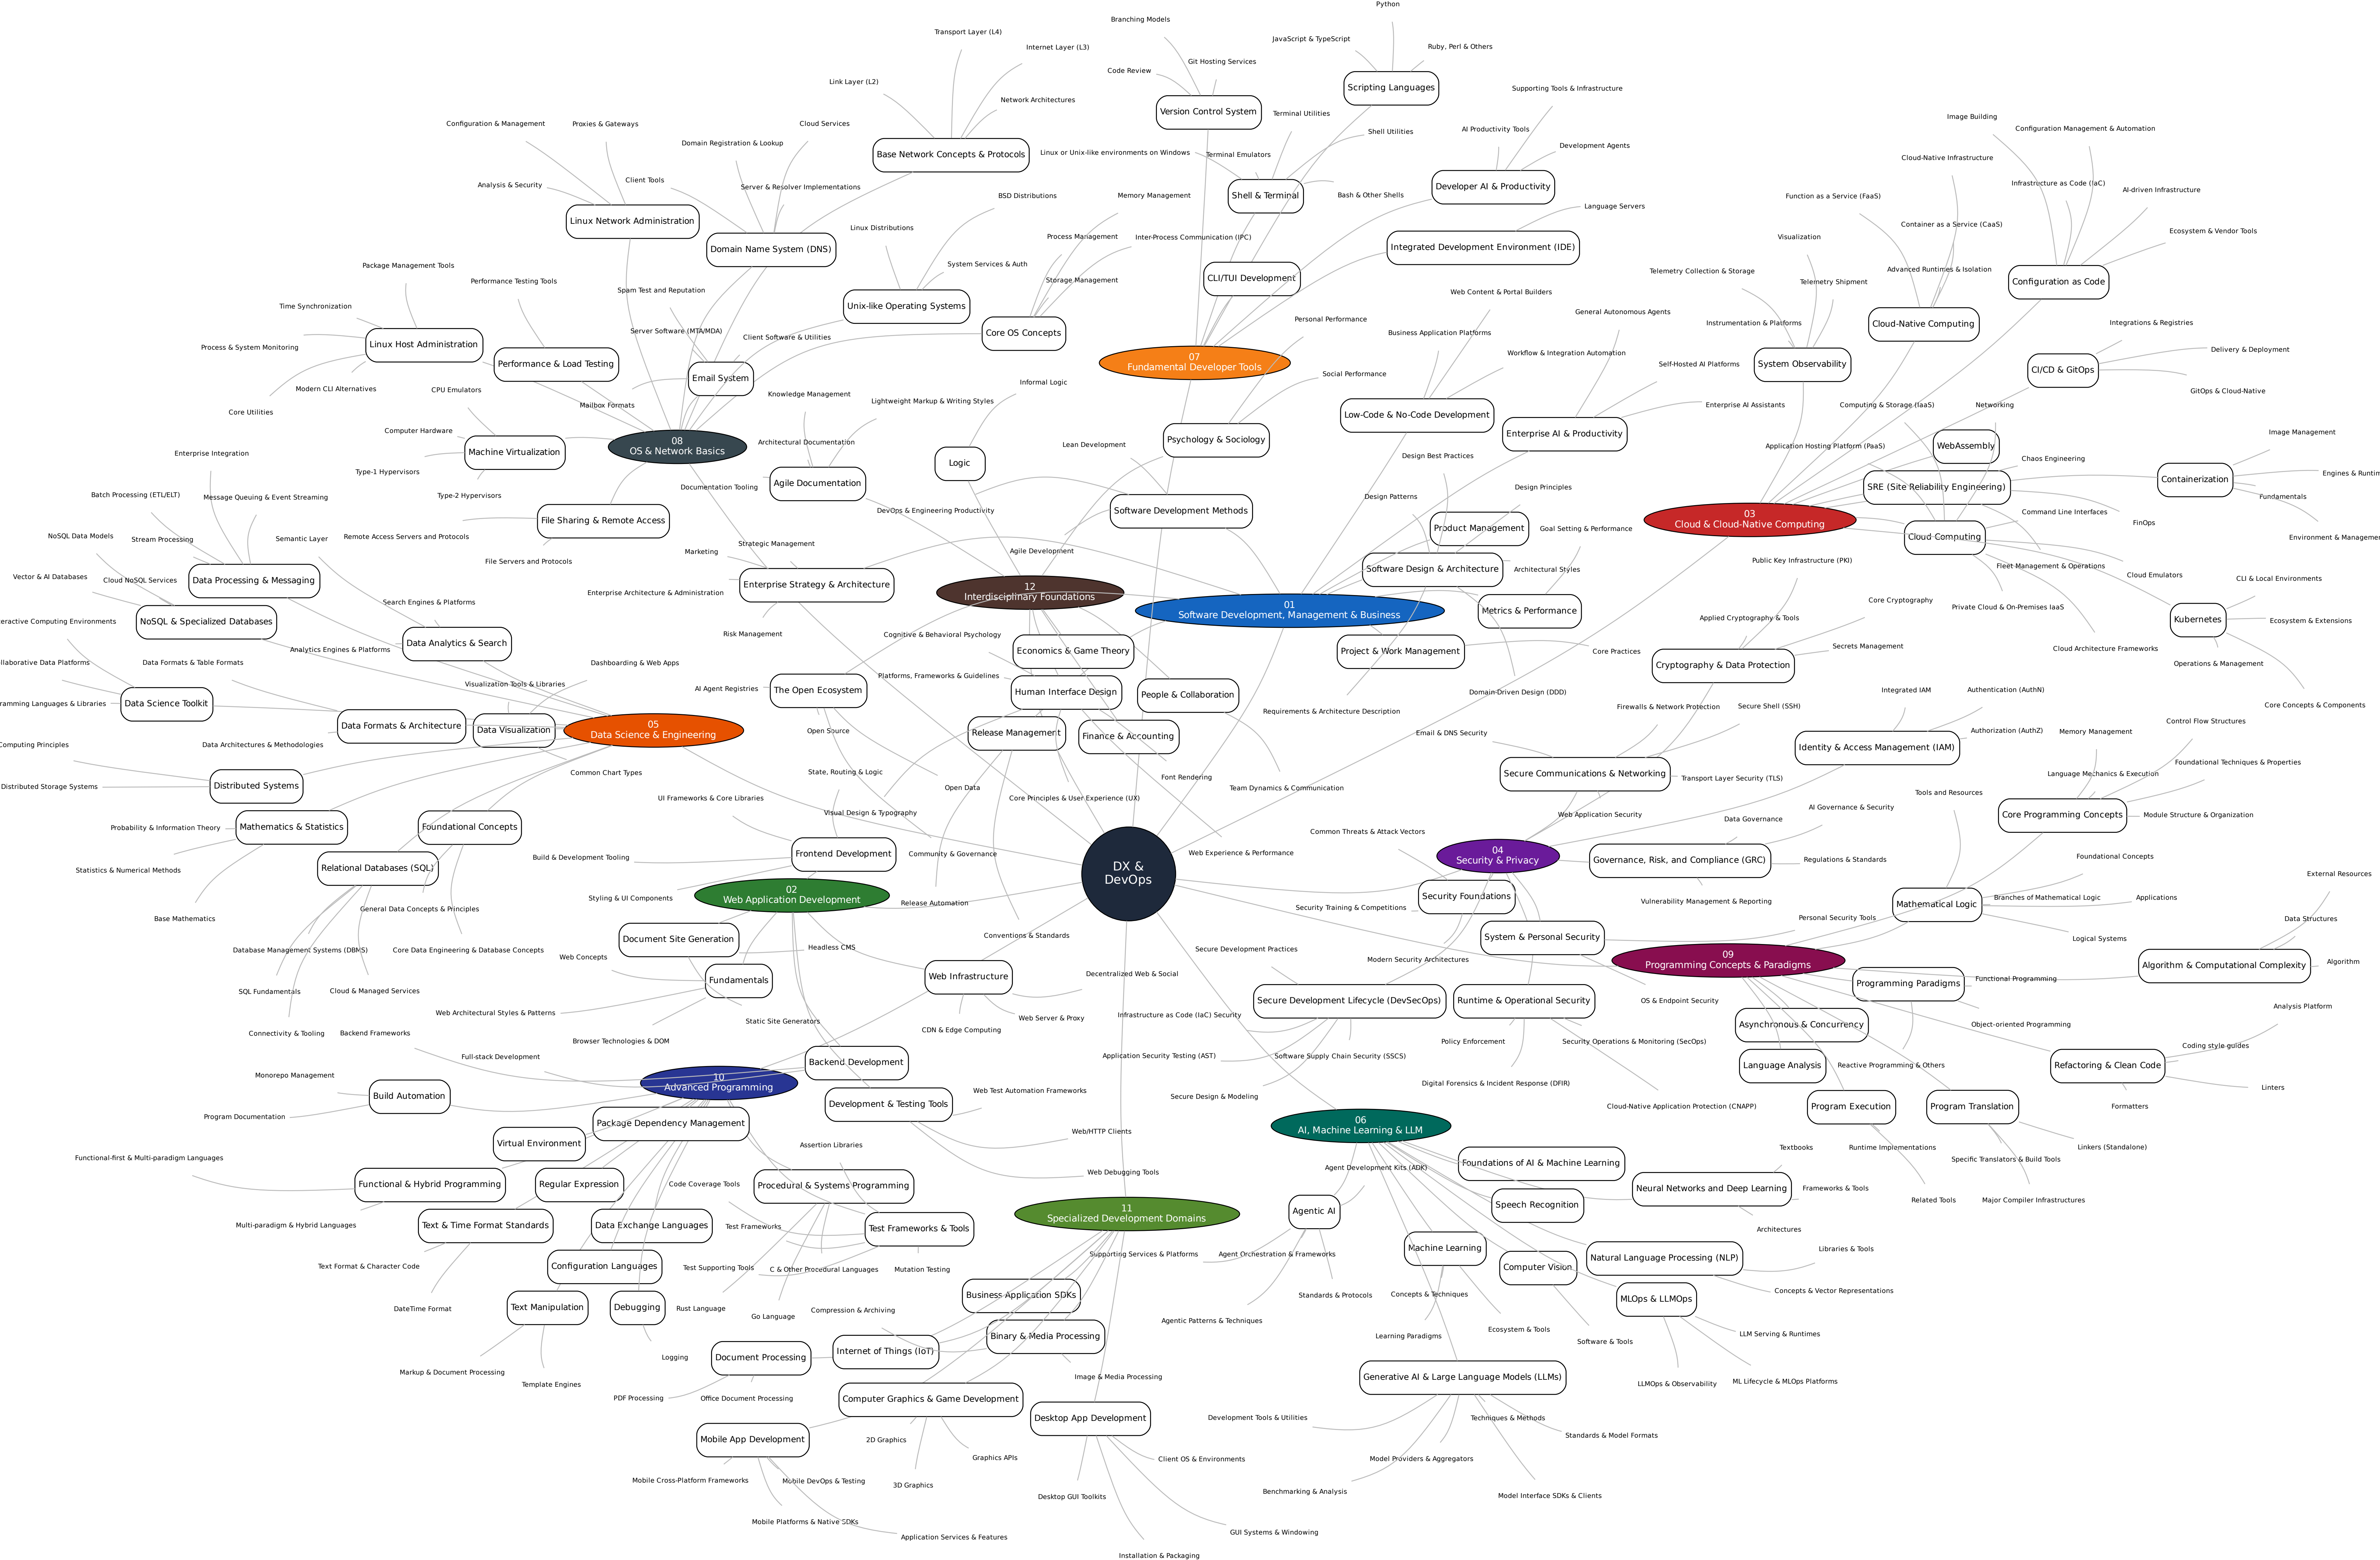 Python
Branching Models
Transport Layer (L4)
JavaScript & TypeScript
Internet Layer (L3)
Ruby, Perl & Others
Git Hosting Services
Code Review
Link Layer (L2)
Scripting Languages
Supporting Tools & Infrastructure
Network Architectures
Version Control System
Terminal Utilities
Image Building
Configuration & Management
Proxies & Gateways
Cloud Services
AI Productivity Tools
Configuration Management & Automation
Shell Utilities
Domain Registration & Lookup
Base Network Concepts & Protocols
Linux or Unix-like environments on Windows
Terminal Emulators
Development Agents
Cloud-Native Infrastructure
Client Tools
Analysis & Security
Server & Resolver Implementations
Developer AI & Productivity
Infrastructure as Code (IaC)
AI-driven Infrastructure
BSD Distributions
Memory Management
Shell & Terminal
Bash & Other Shells
Function as a Service (FaaS)
Language Servers
Linux Network Administration
Linux Distributions
Container as a Service (CaaS)
Ecosystem & Vendor Tools
Process Management
Inter-Process Communication (IPC)
Visualization
Domain Name System (DNS)
Integrated Development Environment (IDE)
Package Management Tools
System Services & Auth
Telemetry Collection & Storage
Advanced Runtimes & Isolation
Performance Testing Tools
Storage Management
CLI/TUI Development
Telemetry Shipment
Configuration as Code
Spam Test and Reputation
Web Content & Portal Builders
Time Synchronization
Unix-like Operating Systems
Personal Performance
General Autonomous Agents
Instrumentation & Platforms
Cloud-Native Computing
Integrations & Registries
Server Software (MTA/MDA)
Client Software & Utilities
Core OS Concepts
Business Application Platforms
Linux Host Administration
Process & System Monitoring
Workflow & Integration Automation
Delivery & Deployment
07
Fundamental Developer Tools
Performance & Load Testing
System Observability
Self-Hosted AI Platforms
CI/CD & GitOps
Email System
Social Performance
Informal Logic
Modern CLI Alternatives
CPU Emulators
GitOps & Cloud-Native
Knowledge Management
Lightweight Markup & Writing Styles
Mailbox Formats
Enterprise AI Assistants
Computing & Storage (IaaS)
Networking
Core Utilities
Low-Code & No-Code Development
Computer Hardware
Enterprise AI & Productivity
Image Management
08
OS & Network Basics
Architectural Documentation
Lean Development
Psychology & Sociology
Application Hosting Platform (PaaS)
WebAssembly
Machine Virtualization
Enterprise Integration
Design Best Practices
Chaos Engineering
Logic
Type-1 Hypervisors
Engines & Runtim
Containerization
Agile Documentation
Documentation Tooling
Design Principles
SRE (Site Reliability Engineering)
Batch Processing (ETL/ELT)
Message Queuing & Event Streaming
Type-2 Hypervisors
Design Patterns
Fundamentals
DevOps & Engineering Productivity
Software Development Methods
Command Line Interfaces
File Sharing & Remote Access
03
Cloud & Cloud-Native Computing
FinOps
Product Management
Goal Setting & Performance
NoSQL Data Models
Stream Processing
Semantic Layer
Remote Access Servers and Protocols
Cloud Computing
Environment & Manageme
Strategic Management
Marketing
Agile Development
File Servers and Protocols
Public Key Infrastructure (PKI)
Fleet Management & Operations
Software Design & Architecture
Architectural Styles
Cloud Emulators
Vector & AI Databases
Cloud NoSQL Services
Data Processing & Messaging
Enterprise Strategy & Architecture
CLI & Local Environments
12
Interdisciplinary Foundations
Enterprise Architecture & Administration
Core Cryptography
Search Engines & Platforms
Private Cloud & On-Premises IaaS
01
Software Development, Management & Business
Metrics & Performance
Applied Cryptography & Tools
Kubernetes
Ecosystem & Extensions
NoSQL & Specialized Databases
Risk Management
Cognitive & Behavioral Psychology
Data Analytics & Search
Secrets Management
Cloud Architecture Frameworks
Analytics Engines & Platforms
Economics & Game Theory
Project & Work Management
Core Practices
eractive Computing Environments
llaborative Data Platforms
Data Formats & Table Formats
Dashboarding & Web Apps
Cryptography & Data Protection
Operations & Management
Platforms, Frameworks & Guidelines
Visualization Tools & Libraries
AI Agent Registries
The Open Ecosystem
Human Interface Design
People & Collaboration
Domain-Driven Design (DDD)
Integrated IAM
Authentication (AuthN)
ramming Languages & Libraries
Data Science Toolkit
Firewalls & Network Protection
Secure Shell (SSH)
Core Concepts & Components
Requirements & Architecture Description
Data Formats & Architecture
Data Visualization
05
Data Science & Engineering
Open Source
Release Management
Finance & Accounting
Email & DNS Security
Control Flow Structures
Memory Management
Authorization (AuthZ)
Computing Principles
Data Architectures & Methodologies
Identity & Access Management (IAM)
Common Chart Types
State, Routing & Logic
Font Rendering
Secure Communications & Networking
Transport Layer Security (TLS)
Language Mechanics & Execution
Foundational Techniques & Properties
Distributed Storage Systems
Distributed Systems
Open Data
Team Dynamics & Communication
UI Frameworks & Core Libraries
Core Principles & User Experience (UX)
Tools and Resources
AI Governance & Security
Visual Design & Typography
Web Application Security
Core Programming Concepts
Module Structure & Organization
Data Governance
Probability & Information Theory
Mathematics & Statistics
Foundational Concepts
Common Threats & Attack Vectors
Build & Development Tooling
Frontend Development
Community & Governance
Web Experience & Performance
04
Security & Privacy
Governance, Risk, and Compliance (GRC)
Regulations & Standards
Foundational Concepts
Statistics & Numerical Methods
Relational Databases (SQL)
DX &
DevOps
External Resources
02
Web Application Development
Styling & UI Components
Release Automation
Security Foundations
Security Training & Competitions
Vulnerability Management & Reporting
Mathematical Logic
Branches of Mathematical Logic
Applications
General Data Concepts & Principles
Base Mathematics
Personal Security Tools
Data Structures
Conventions & Standards
Document Site Generation
System & Personal Security
Logical Systems
Database Management Systems (DBMS)
Core Data Engineering & Database Concepts
Headless CMS
Secure Development Practices
Web Concepts
Modern Security Architectures
09
Programming Concepts & Paradigms
Algorithm & Computational Complexity
Algorithm
Decentralized Web & Social
Web Infrastructure
Fundamentals
Programming Paradigms
Functional Programming
SQL Fundamentals
Cloud & Managed Services
Secure Development Lifecycle (DevSecOps)
Runtime & Operational Security
OS & Endpoint Security
Analysis Platform
Web Architectural Styles & Patterns
Static Site Generators
Web Server & Proxy
Infrastructure as Code (IaC) Security
Asynchronous & Concurrency
Object-oriented Programming
Connectivity & Tooling
Backend Frameworks
CDN & Edge Computing
Browser Technologies & DOM
Policy Enforcement
Security Operations & Monitoring (SecOps)
Coding style guides
Full-stack Development
Backend Development
Application Security Testing (AST)
Software Supply Chain Security (SSCS)
Language Analysis
Reactive Programming & Others
Refactoring & Clean Code
Monorepo Management
10
Advanced Programming
Web Test Automation Frameworks
Digital Forensics & Incident Response (DFIR)
Linters
Build Automation
Development & Testing Tools
Secure Design & Modeling
Cloud-Native Application Protection (CNAPP)
Program Execution
Program Translation
Formatters
Program Documentation
Package Dependency Management
06
AI, Machine Learning & LLM
Web/HTTP Clients
Virtual Environment
Assertion Libraries
Textbooks
Runtime Implementations
Linkers (Standalone)
Functional-first & Multi-paradigm Languages
Web Debugging Tools
Agent Development Kits (ADK)
Foundations of AI & Machine Learning
Specific Translators & Build Tools
Functional & Hybrid Programming
Regular Expression
Code Coverage Tools
Procedural & Systems Programming
Neural Networks and Deep Learning
Frameworks & Tools
Related Tools
Major Compiler Infrastructures
Speech Recognition
Agentic AI
11
Specialized Development Domains
Multi-paradigm & Hybrid Languages
Text & Time Format Standards
Data Exchange Languages
Test Frameworks
Test Frameworks & Tools
Architectures
Supporting Services & Platforms
Agent Orchestration & Frameworks
Machine Learning
Natural Language Processing (NLP)
Libraries & Tools
Text Format & Character Code
Configuration Languages
Test Supporting Tools
C & Other Procedural Languages
Mutation Testing
Computer Vision
Concepts & Vector Representations
Business Application SDKs
Standards & Protocols
Concepts & Techniques
MLOps & LLMOps
DateTime Format
Text Manipulation
Debugging
Rust Language
Go Language
Compression & Archiving
Agentic Patterns & Techniques
Learning Paradigms
Ecosystem & Tools
Software & Tools
LLM Serving & Runtimes
Binary & Media Processing
Internet of Things (IoT)
Document Processing
Logging
Markup & Document Processing
Template Engines
Image & Media Processing
Generative AI & Large Language Models (LLMs)
LLMOps & Observability
ML Lifecycle & MLOps Platforms
PDF Processing
Office Document Processing
Computer Graphics & Game Development
Desktop App Development
Development Tools & Utilities
Techniques & Methods
Mobile App Development
2D Graphics
Standards & Model Formats
Graphics APIs
Client OS & Environments
Model Providers & Aggregators
Mobile Cross-Platform Frameworks
Mobile DevOps & Testing
3D Graphics
Desktop GUI Toolkits
Benchmarking & Analysis
Model Interface SDKs & Clients
Mobile Platforms & Native SDKs
Application Services & Features
GUI Systems & Windowing
Installation & Packaging